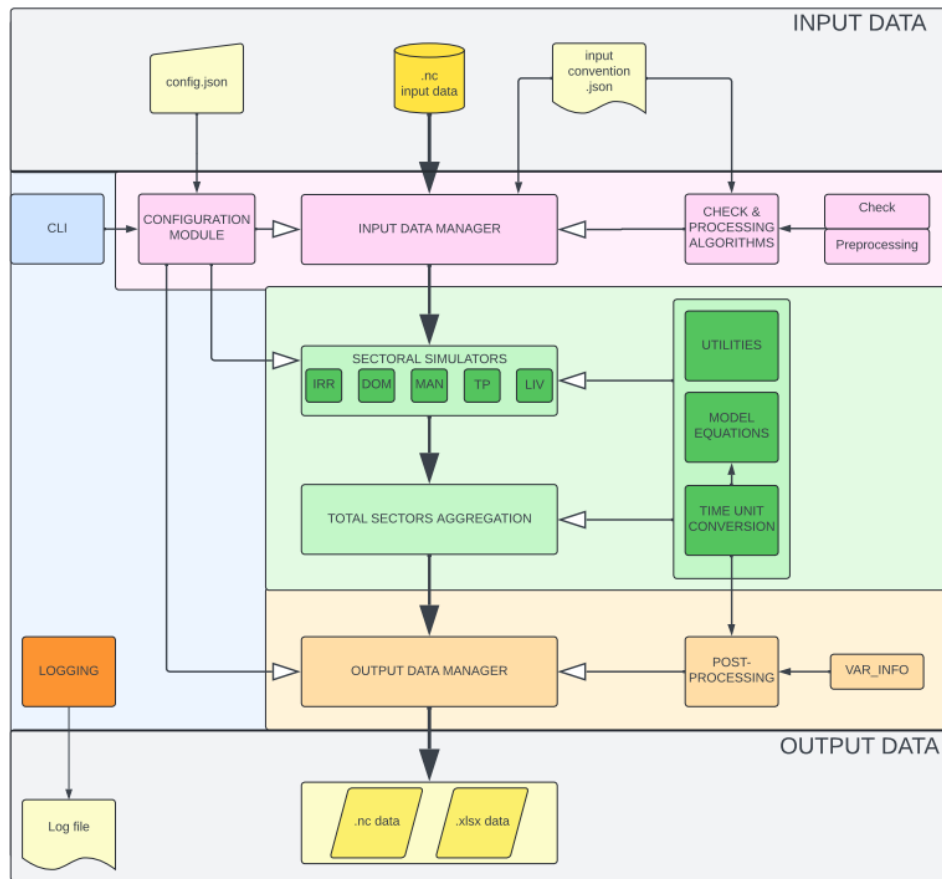 INPUT DATA
config.json
.nc
input data
input
convention
.json
CLI
CONFIGURATION
MODULE
INPUT DATA MANAGER
CHECK &
PROCESSING
ALGORITHMS
Check
Preprocessing
SECTORAL SIMULATORS
IRR
DOM
MAN
TP
LIV
UTILITIES
MODEL
EQUATIONS
TOTAL SECTORS AGGREGATION
TIME UNIT
CONVERSION
LOGGING
OUTPUT DATA MANAGER
POST-
PROCESSING
VAR_INFO
OUTPUT DATA
Log file
.nc data
.xlsx data